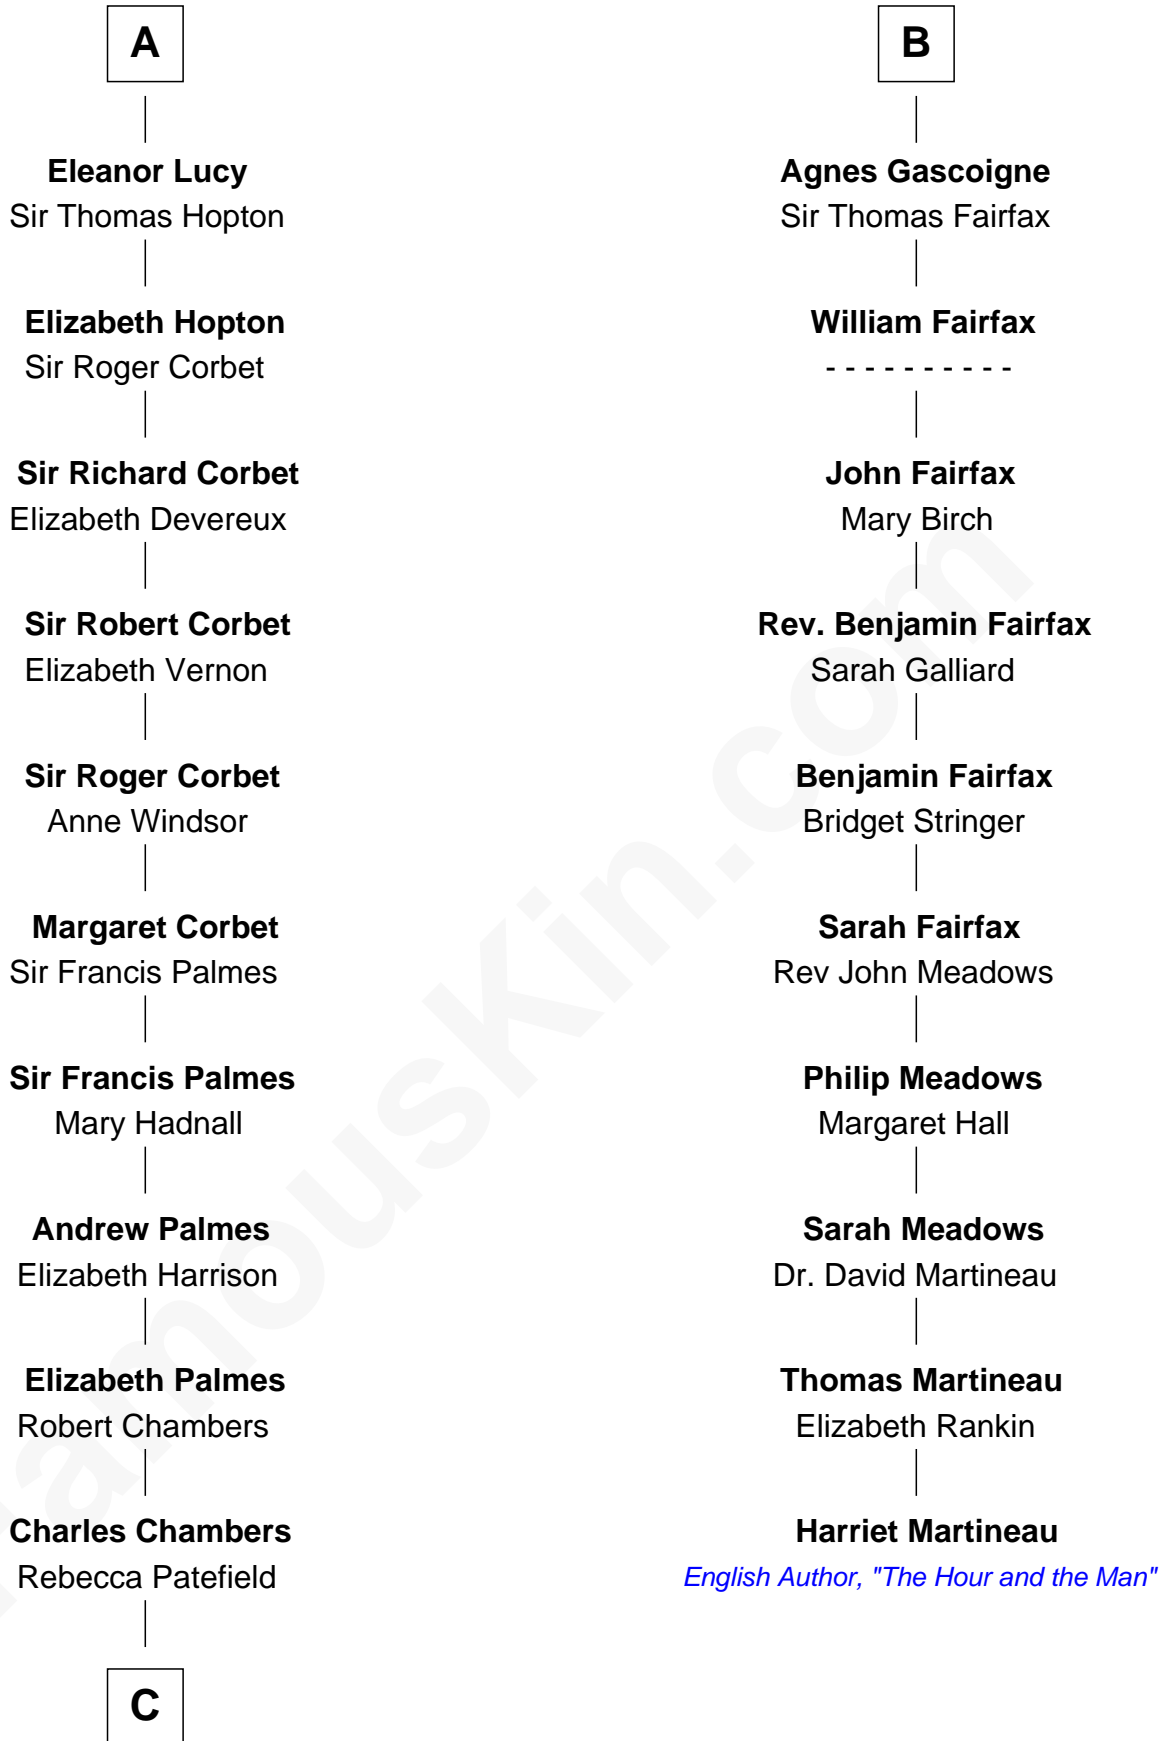 A
Eleanor Lucy
Sir Thomas Hopton
Elizabeth Hopton
Sir Roger Corbet
Sir Richard Corbet
Elizabeth Devereux
Sir Robert Corbet
Elizabeth Vernon
Sir Roger Corbet
Anne Windsor
Margaret Corbet
Sir Francis Palmes
Sir Francis Palmes
Mary Hadnall
Andrew Palmes
Elizabeth Harrison
Elizabeth Palmes
Robert Chambers
Charles Chambers
Rebecca Patefield
C
B
Agnes Gascoigne
Sir Thomas Fairfax
William Fairfax
- - - - - - - - - -
John Fairfax
Mary Birch
Rev. Benjamin Fairfax
Sarah Galliard
Benjamin Fairfax
Bridget Stringer
Sarah Fairfax
Rev John Meadows
Philip Meadows
Margaret Hall
Sarah Meadows
Dr. David Martineau
Thomas Martineau
Elizabeth Rankin
Harriet Martineau
English Author, "The Hour and the Man"
FamousKin.com